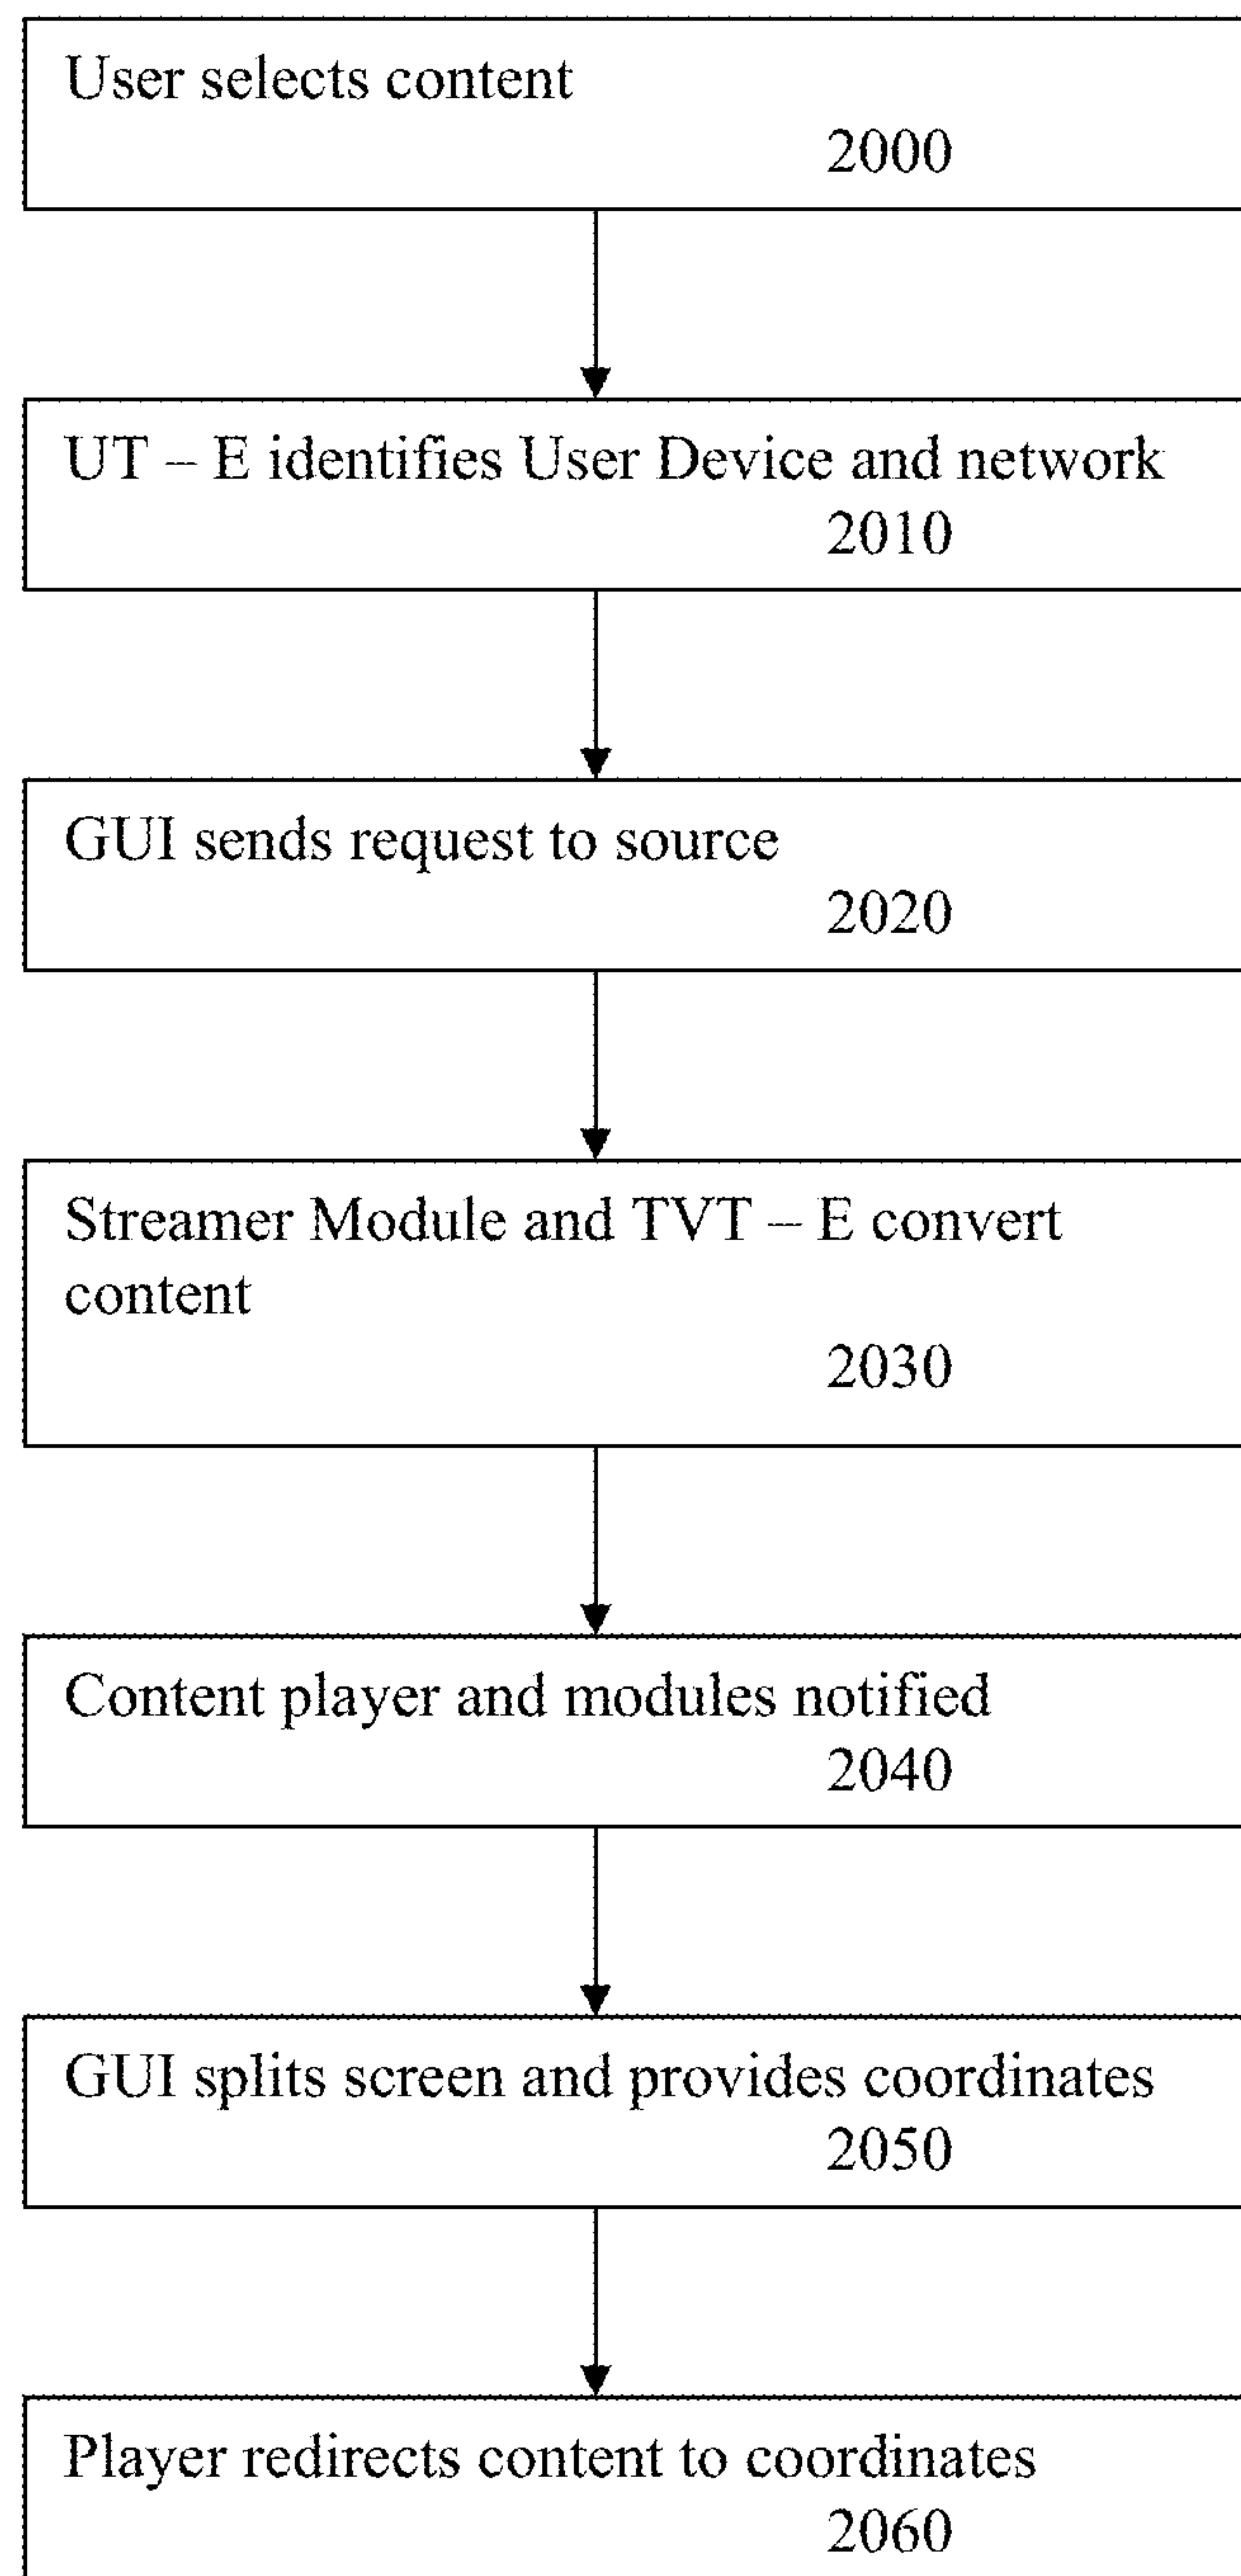 User selects content
2000
UT – E identifies User Device and network
2010
GUI sends request to source
2020
Streamer Module and TVT – E convert
content
2030
Content player and modules notified
2040
GUI splits screen and provides coordinates
2050
Player redirects content to coordinates
2060